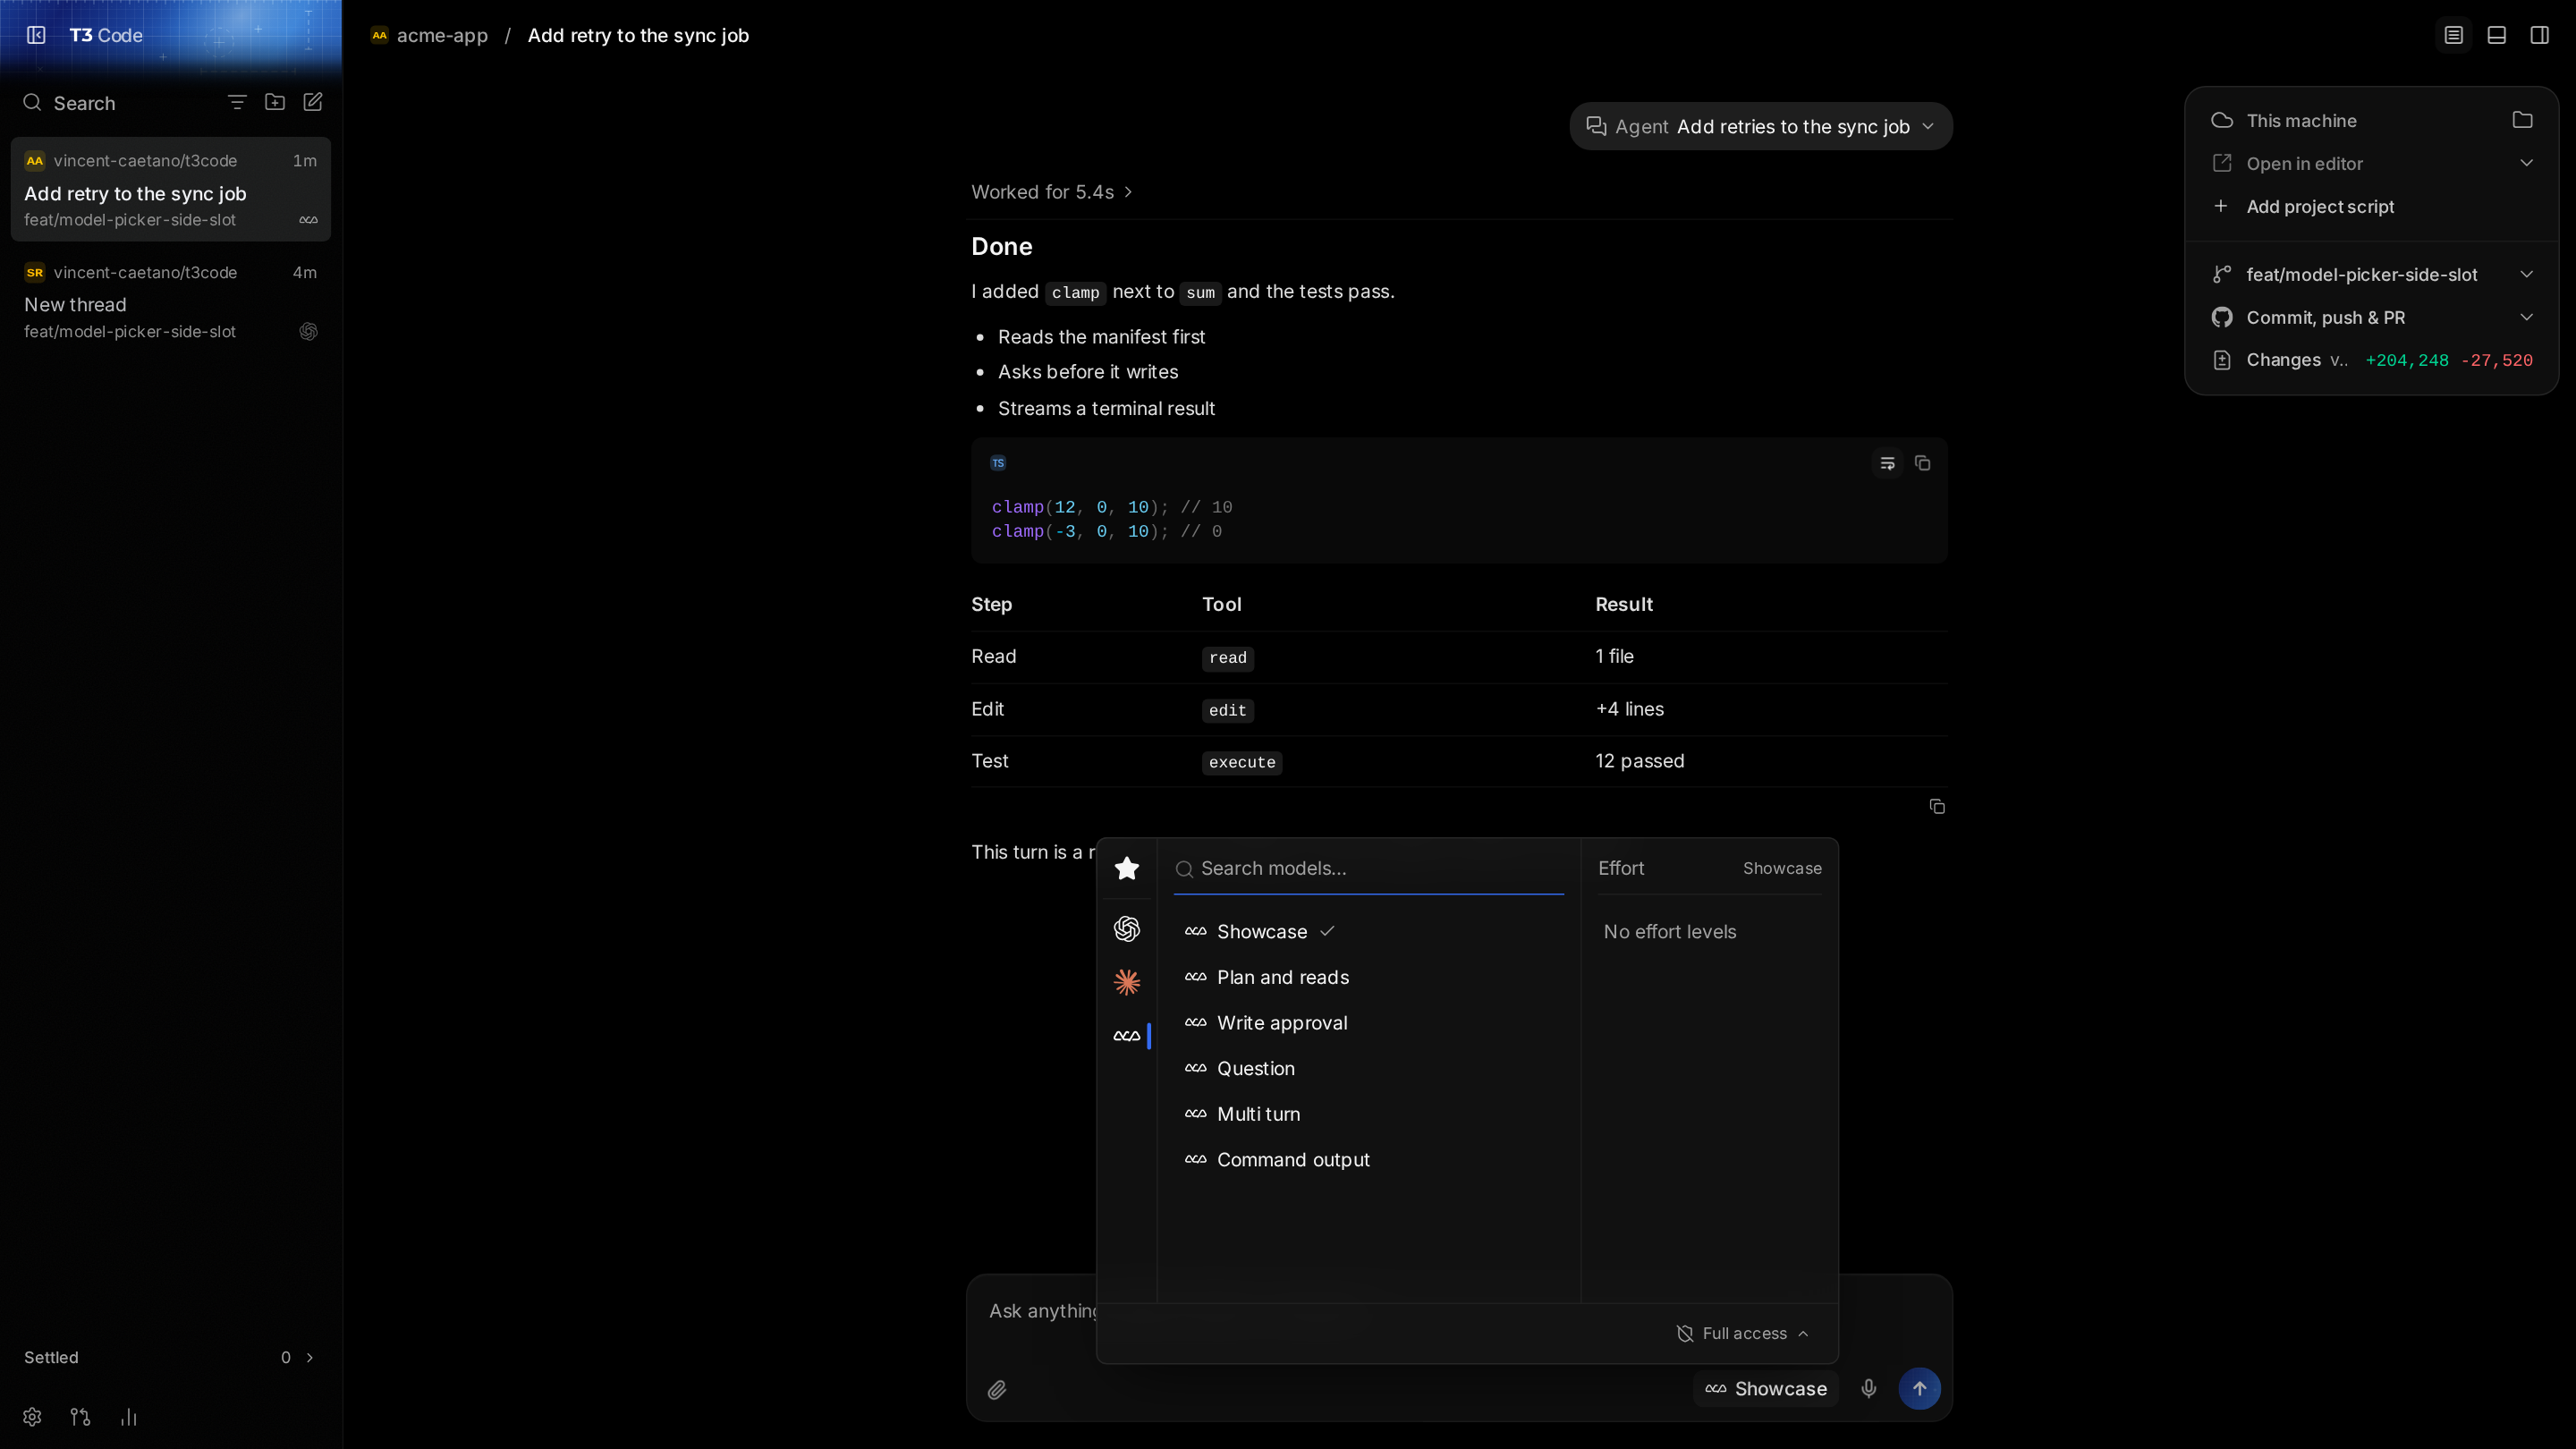 T3 Code
Search
AA vincent-caetano/t3code 1m
Add retry to the sync job
feat/model-picker-side-slot
SR vincent-caetano/t3code 4m
New thread
feat/model-picker-side-slot
Settled 0
AA acme-app / Add retry to the sync job
Agent Add retries to the sync job
Worked for 5.4s
Done
I added clamp next to sum and the tests pass.
Reads the manifest first
Asks before it writes
Streams a terminal result
TS
clamp(12, 0, 10); // 10
clamp(-3, 0, 10); // 0
Step Tool Result
Read read 1 file
Edit edit +4 lines
Test execute 12 passed
This turn is a
Search models...
Showcase
Plan and reads
Write approval
Question
Multi turn
Command output
Effort Showcase
No effort levels
Full access
Ask anything
Showcase
This machine
Open in editor
Add project script
feat/model-picker-side-slot
Commit, push & PR
Changes v.. +204,248 -27,520